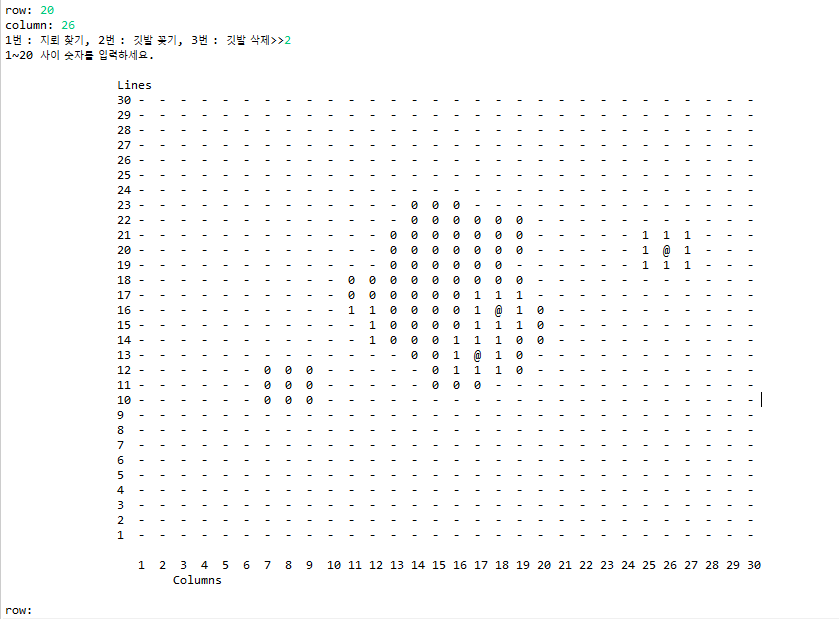 row: 20
column: 26
1번 : 지뢰 찾기, 2번 : 깃발 꽂기, 3번 : 깃발 삭제>>2
1~20 사이 숫자를 입력하세요.
Lines
30 - - - - - - - - - - - - - - - - - - - - - - - - - - - - - -
29 - - - - - - - - - - - - - - - - - - - - - - - - - - - - - -
28 - - - - - - - - - - - - - - - - - - - - - - - - - - - - - -
27 - - - - - - - - - - - - - - - - - - - - - - - - - - - - - -
26 - - - - - - - - - - - - - - - - - - - - - - - - - - - - - -
25 - - - - - - - - - - - - - - - - - - - - - - - - - - - - - -
24 - - - - - - - - - - - - - - - - - - - - - - - - - - - - - -
23 - - - - - - - - - - - - - 0 0 0 - - - - - - - - - - - - - -
22 - - - - - - - - - - - - - 0 0 0 0 0 0 - - - - - - - - - - -
21 - - - - - - - - - - - - 0 0 0 0 0 0 0 - - - - - 1 1 1 - - -
20 - - - - - - - - - - - - 0 0 0 0 0 0 0 - - - - - 1 @ 1 - - -
19 - - - - - - - - - - - - 0 0 0 0 0 0 - - - - - - 1 1 1 - - -
18 - - - - - - - - - - 0 0 0 0 0 0 0 0 0 - - - - - - - - - - -
17 - - - - - - - - - - 0 0 0 0 0 0 1 1 1 - - - - - - - - - - -
16 - - - - - - - - - - 1 1 0 0 0 0 1 @ 1 0 - - - - - - - - - -
15 - - - - - - - - - - - 1 0 0 0 0 1 1 1 0 - - - - - - - - - -
14 - - - - - - - - - - - 1 0 0 0 1 1 1 0 0 - - - - - - - - - -
13 - - - - - - - - - - - - - 0 0 1 @ 1 0 - - - - - - - - - - -
12 - - - - - - 0 0 0 - - - - - 0 1 1 1 0 - - - - - - - - - - -
11 - - - - - - 0 0 0 - - - - - 0 0 0 - - - - - - - - - - - - -
10 - - - - - - 0 0 0 - - - - - - - - - - - - - - - - - - - - -
9 - - - - - - - - - - - - - - - - - - - - - - - - - - - - - -
8 - - - - - - - - - - - - - - - - - - - - - - - - - - - - - -
7 - - - - - - - - - - - - - - - - - - - - - - - - - - - - - -
6 - - - - - - - - - - - - - - - - - - - - - - - - - - - - - -
5 - - - - - - - - - - - - - - - - - - - - - - - - - - - - - -
4 - - - - - - - - - - - - - - - - - - - - - - - - - - - - - -
3 - - - - - - - - - - - - - - - - - - - - - - - - - - - - - -
2 - - - - - - - - - - - - - - - - - - - - - - - - - - - - - -
1 - - - - - - - - - - - - - - - - - - - - - - - - - - - - - -
1 2 3 4 5 6 7 8 9 10 11 12 13 14 15 16 17 18 19 20 21 22 23 24 25 26 27 28 29 30
Columns
row: